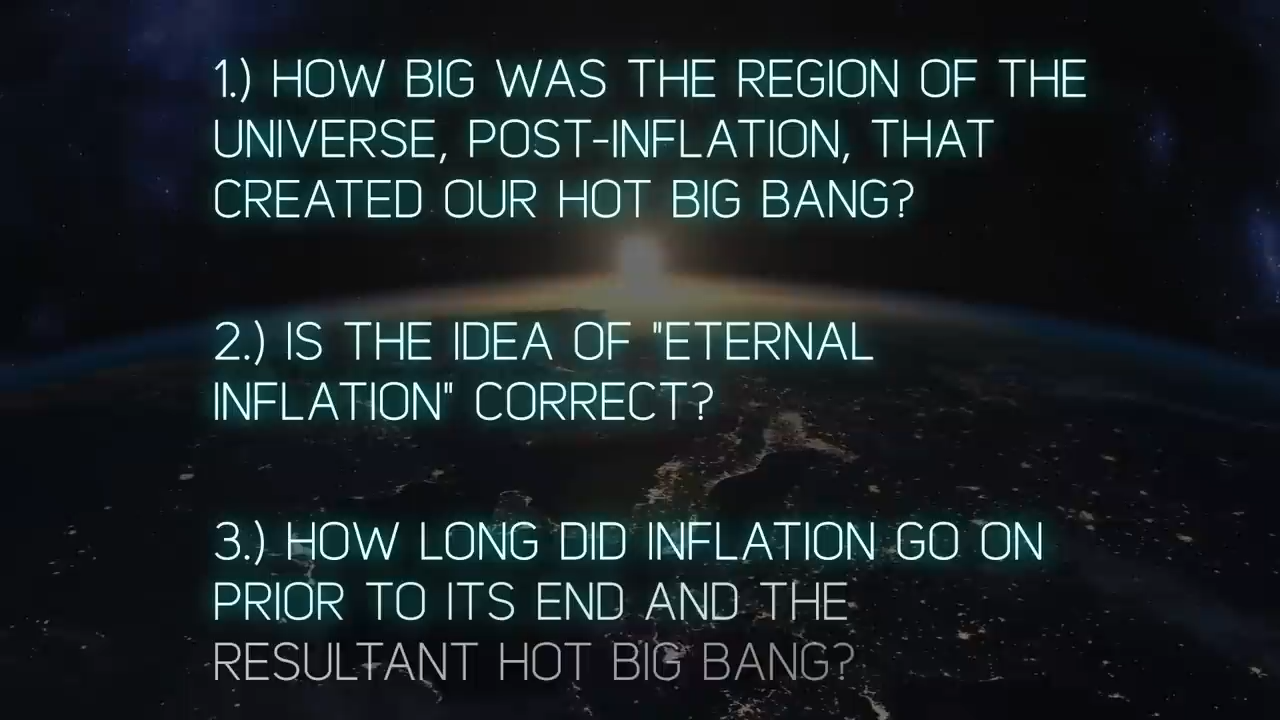 1.) HOW BIG WAS THE REGION OF THE
UNIVERSE, POST-INFLATION, THAT
CREATED OUR HOT BIG BANG?
2.) IS THE IDEA OF "ETERNAL
INFLATION" CORRECT?
3.) HOW LONG DID INFLATION GO ON
PRIOR TO ITS END AND THE
RESULTANT HOT BIG BANG?